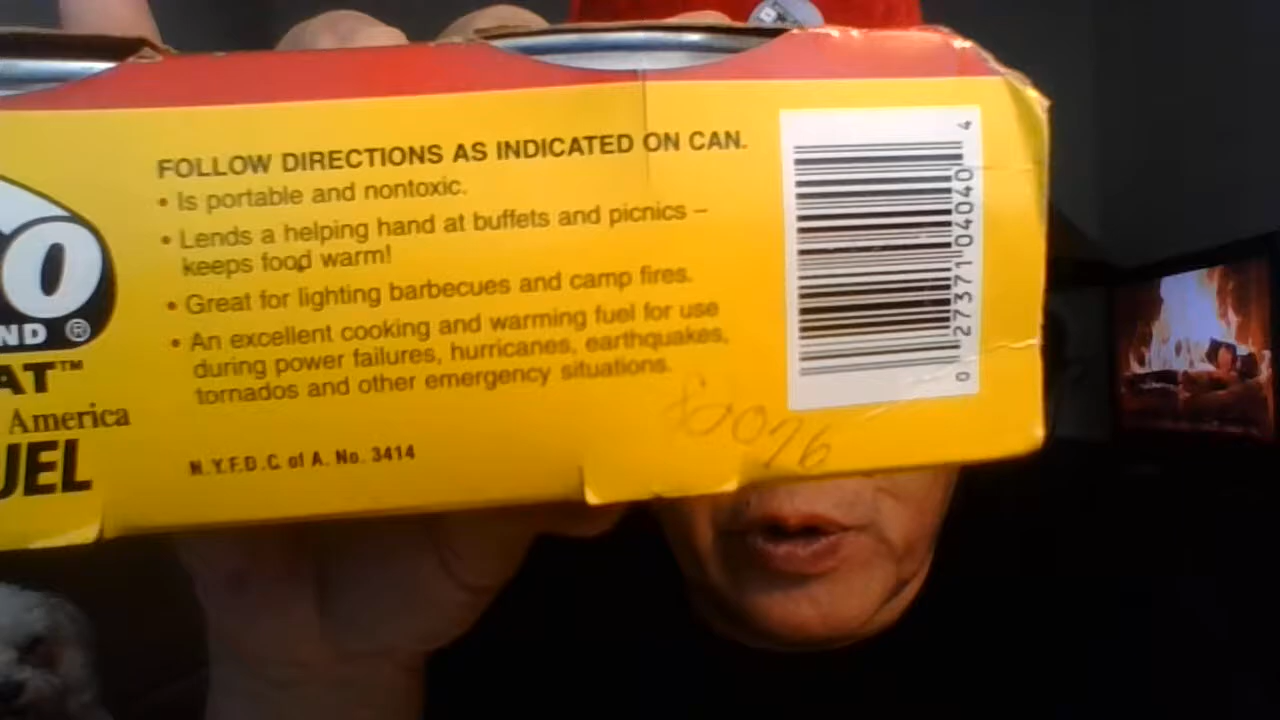 FOLLOW DIRECTIONS AS INDICATED ON CAN.
• Is portable and nontoxic.
• Lends a helping hand at buffets and picnics –
keeps food warm!
• Great for lighting barbecues and camp fires.
• An excellent cooking and warming fuel for use
during power failures, hurricanes, earthquakes,
tornados and other emergency situations.
N.Y.F.D.C. of A. No. 3414
O
ND ®
AT™
America
UEL
0 27371 04040 4